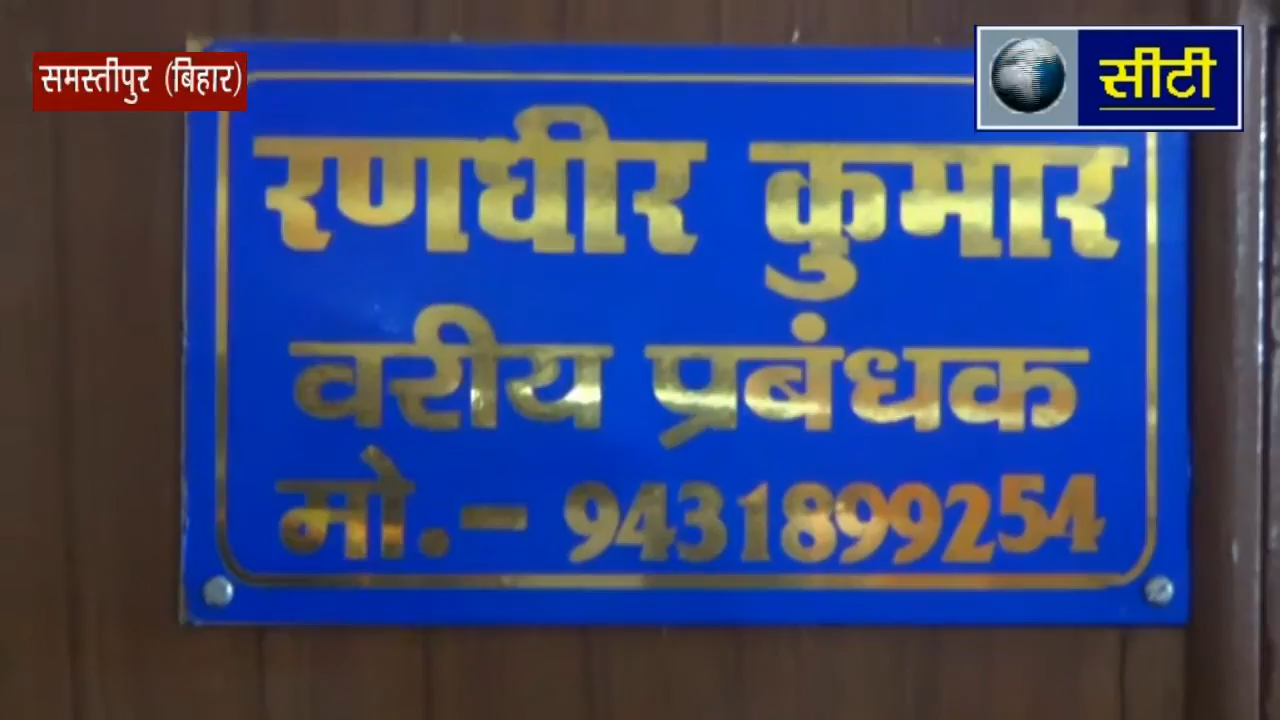 समस्तीपुर (बिहार)
सीटी
रणधीर कुमार
वरीय प्रबंधक
मो.- 9431899254